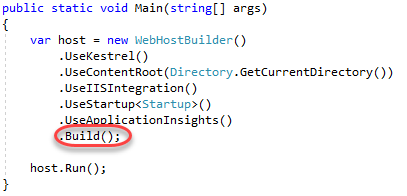 public static void Main(string[] args)
{
var host = new WebHostBuilder()
.UseKestrel()
.UseContentRoot(Directory.GetCurrentDirectory())
.UseIISIntegration()
.UseStartup<Startup>()
.UseApplicationInsights()
.Build();
host.Run();
}